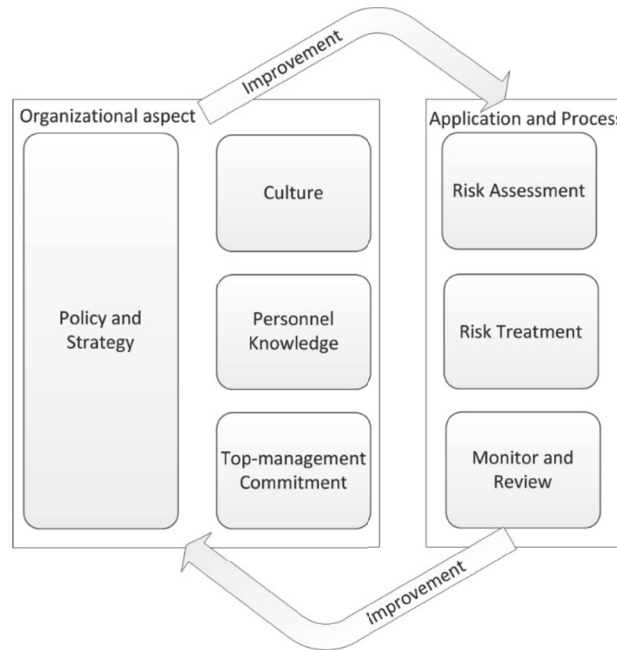 Improvement
Organizational aspect
Application and Process
Policy and
Strategy
Culture
Personnel
Knowledge
Top-management
Commitment
Risk Assessment
Risk Treatment
Monitor and
Review
Improvement